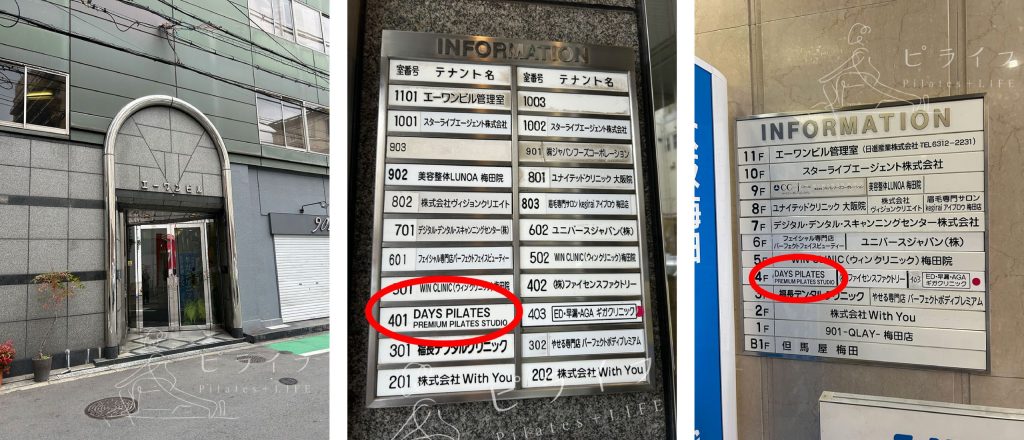 エーワンビル
INFORMATION
室番号 テナント名 室番号 テナント名
1101 エーワンビル管理室 1003
1001 スターライブエージェント株式会社 1002 スターライブエージェント株式会社
903 901 (株)ジャパンフーズコーポレーション
902 美容整体LUNOA 梅田院 801 ユナイテッドクリニック 大阪院
802 株式会社ヴィジョンクリエイト 803 眉毛専門サロン kegirai アイブロウ 梅田店
701 デジタル・デンタル・スキャンニングセンター(株) 602 ユニバースジャパン(株)
601 フェイシャル専門店パーフェクトフェイスビューティー 502 WIN CLINIC(ウィンクリニック)梅田院
501 WIN CLINIC(ウィンクリニック)梅田院 402 (株)ファイセンスファクトリー
401 DAYS PILATES
PREMIUM PILATES STUDIO
403 ED・早漏・AGA ギガクリニック
301 福長デンタルクリニック 302 やせる専門店 パーフェクトボディプレミアム
201 株式会社 With You 202 株式会社 With You
ピライフ
Pilates+LIFE
INFORMATION
11F エーワンビル管理室 (日進産業株式会社 TEL6312-2231)
10F スターライブエージェント株式会社
9F 美容整体LUNOA 梅田院
8F ユナイテッドクリニック 大阪院 株式会社ヴィジョンクリエイト 眉毛専門サロン kegirai アイブロウ 梅田店
7F デジタル・デンタル・スキャンニングセンター株式会社
6F フェイシャル専門店 パーフェクトフェイスビューティー ユニバースジャパン(株)
5F WIN CLINIC(ウィンクリニック)梅田院
4F DAYS PILATES PREMIUM PILATES STUDIO ファイセンスファクトリー 403 ED・早漏・AGA ギガクリニック
3F 福長デンタルクリニック やせる専門店 パーフェクトボディプレミアム
2F 株式会社 With You
1F 901-QLAY- 梅田店
B1F 但馬屋 梅田